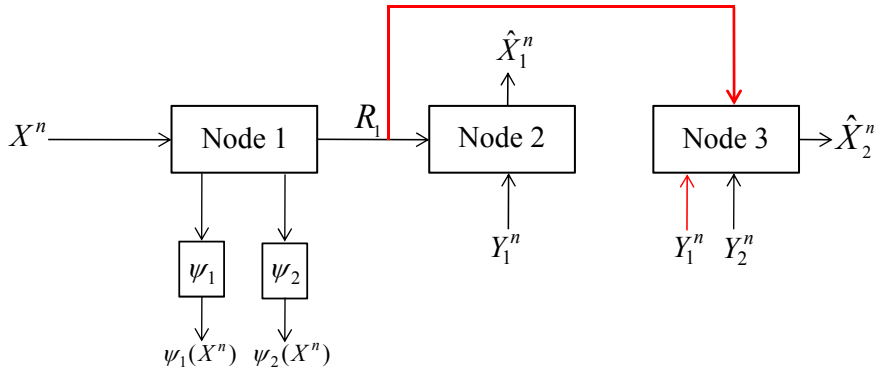 X̂₁ⁿ
Xⁿ
Node 1
R₁
Node 2
Node 3
X̂₂ⁿ
Y₁ⁿ
Y₁ⁿ
Y₂ⁿ
ψ₁
ψ₂
ψ₁(Xⁿ)
ψ₂(Xⁿ)